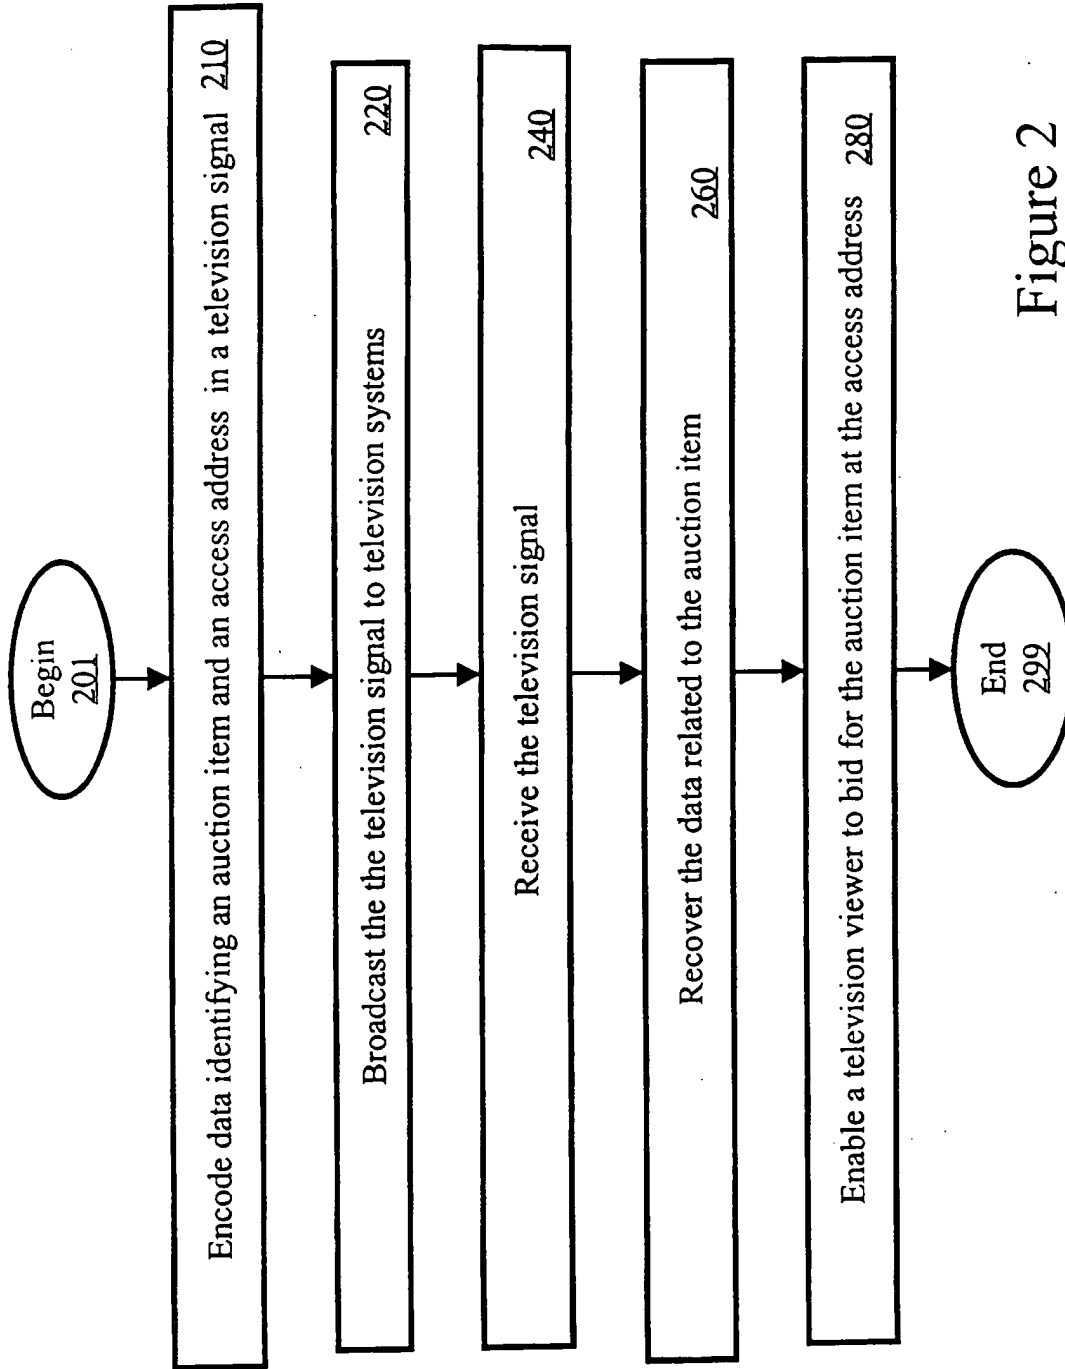 Begin
201
Encode data identifying an auction item and an access address in a television signal 210
Broadcast the the television signal to television systems 220
Receive the television signal 240
Recover the data related to the auction item 260
Enable a television viewer to bid for the auction item at the access address 280
End
299
Figure 2